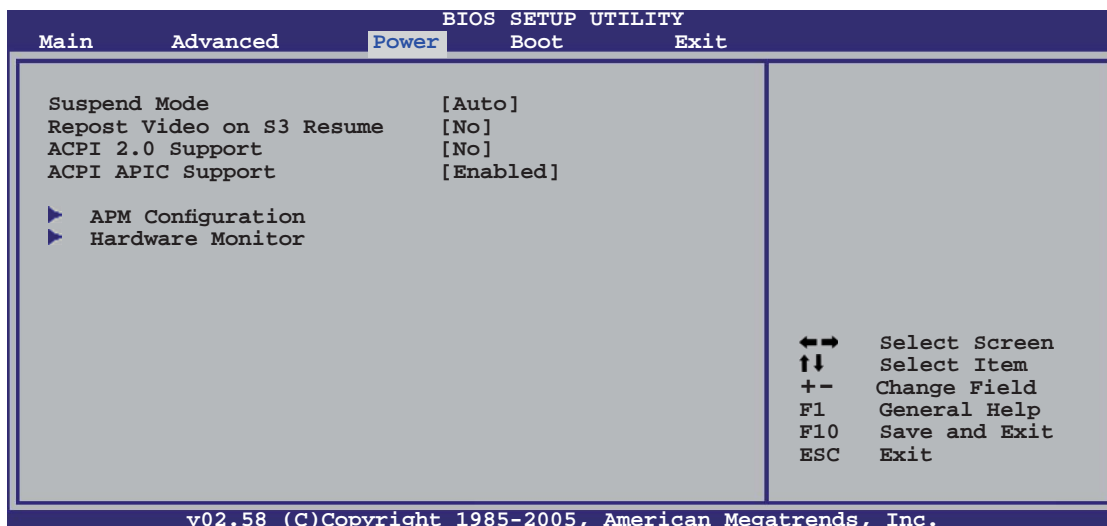 BIOS SETUP UTILITY
Main Advanced Power Boot Exit
Suspend Mode [Auto]
Repost Video on S3 Resume [No]
ACPI 2.0 Support [No]
ACPI APIC Support [Enabled]
APM Configuration
Hardware Monitor
←→ Select Screen
↑↓ Select Item
+- Change Field
F1 General Help
F10 Save and Exit
ESC Exit
v02.58 (C)Copyright 1985-2005, American Megatrends, Inc.